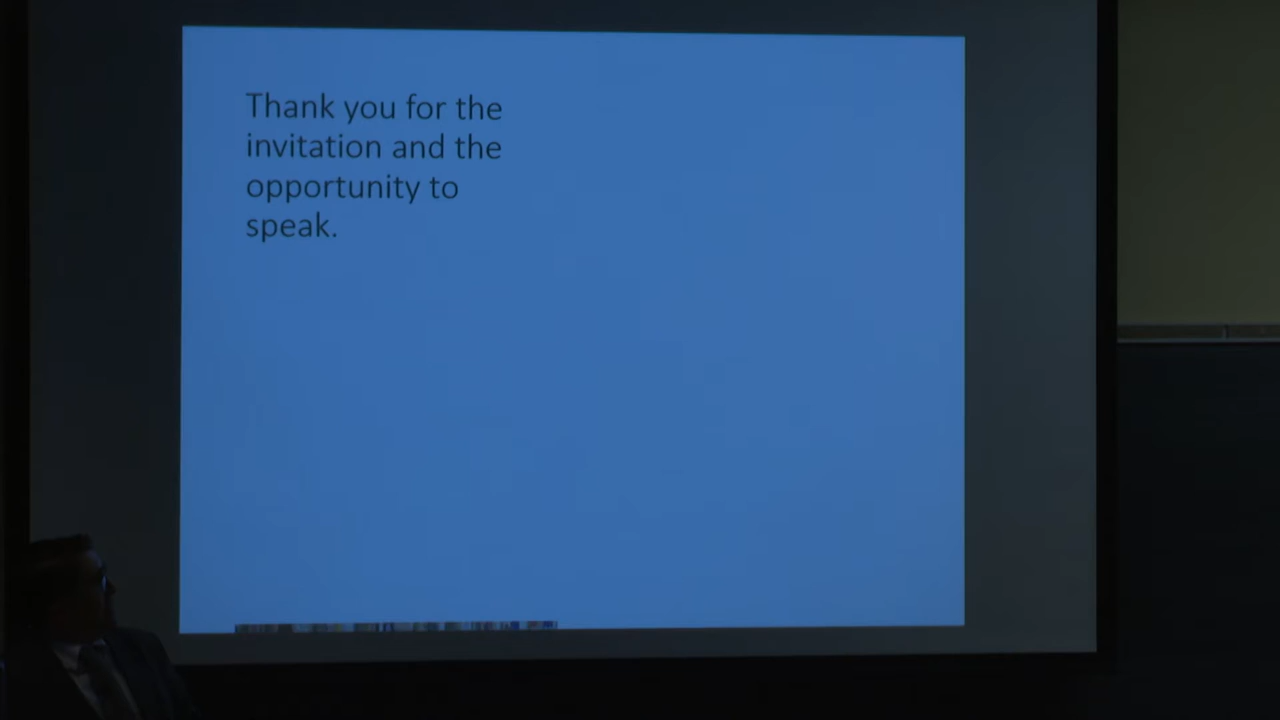 Thank you for the
invitation and the
opportunity to
speak.